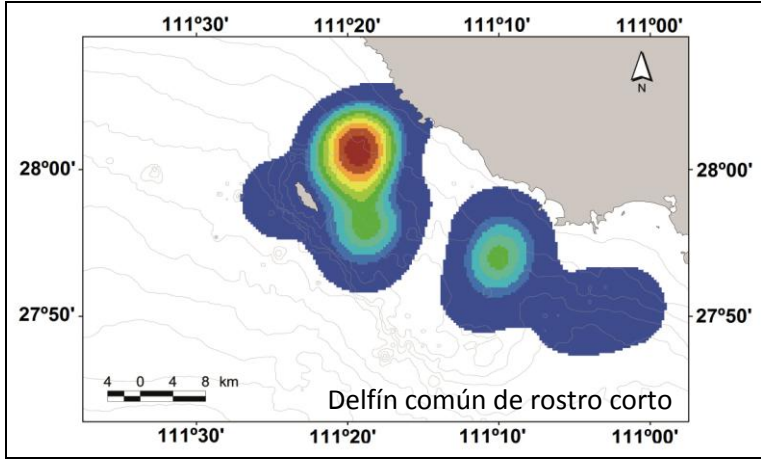 111º30' 111º20' 111º10' 111º00'
N
28º00' 28º00'
27º50' 27º50'
4 0 4 8 km
Delfín común de rostro corto
111º30' 111º20' 111º10' 111º00'